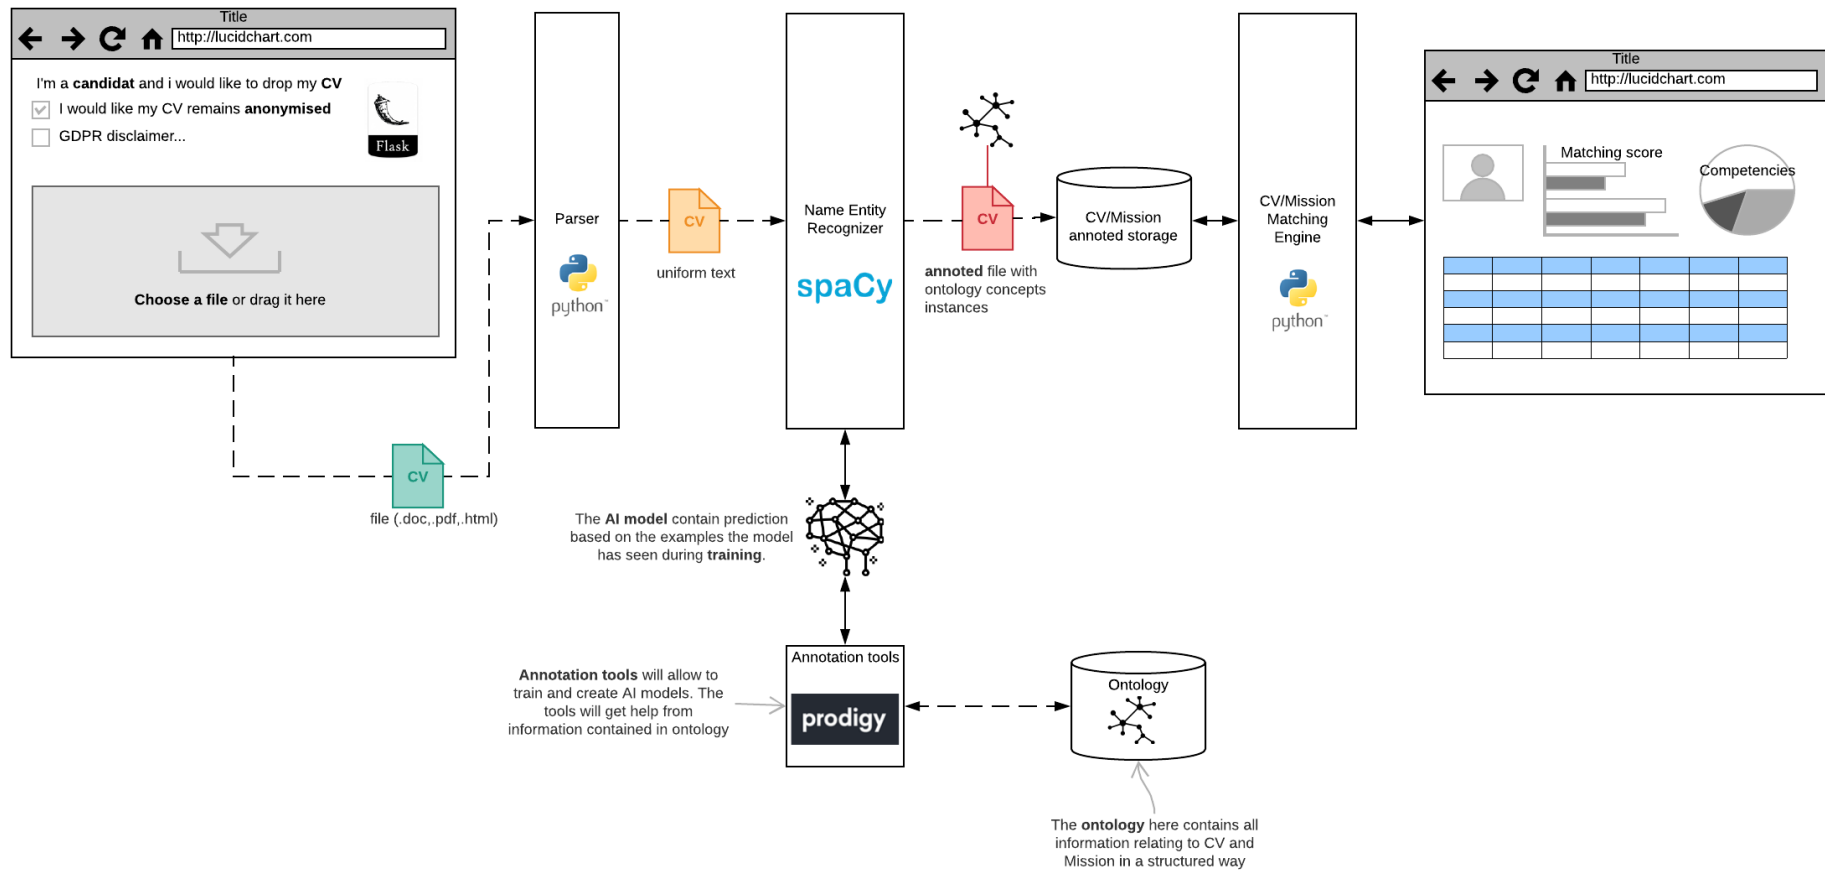 Title
http://lucidchart.com
I'm a candidat and i would like to drop my CV
I would like my CV remains anonymised
GDPR disclaimer...
Flask
Choose a file or drag it here
CV
file (.doc,.pdf,.html)
Parser
python™
CV
uniform text
Name Entity
Recognizer
spaCy
CV
annoted file with
ontology concepts
instances
CV/Mission
annoted storage
CV/Mission
Matching
Engine
python™
Title
http://lucidchart.com
Matching score
Competencies
The AI model contain prediction
based on the examples the model
has seen during training.
Annotation tools will allow to
train and create AI models. The
tools will get help from
information contained in ontology
Annotation tools
prodigy
Ontology
The ontology here contains all
information relating to CV and
Mission in a structured way